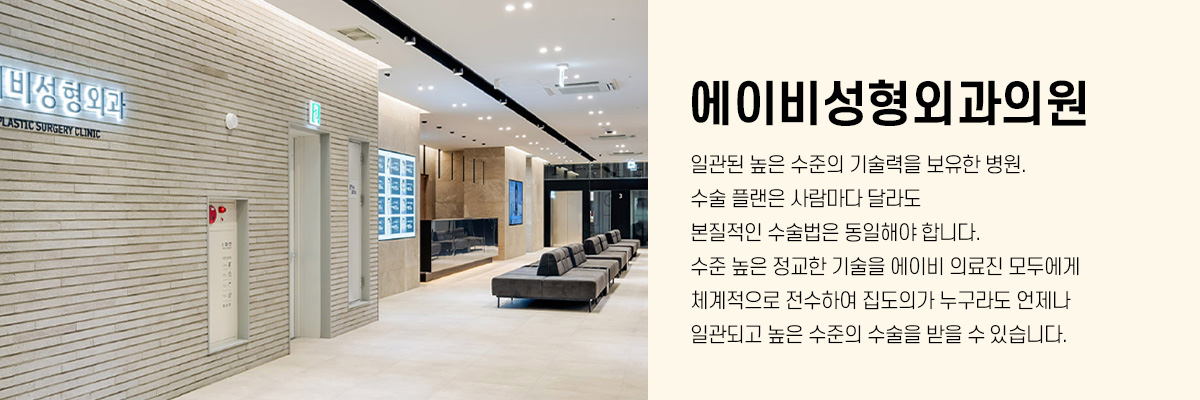 비성형외과
PLASTIC SURGERY CLINIC
에이비성형외과의원
일관된 높은 수준의 기술력을 보유한 병원.
수술 플랜은 사람마다 달라도
본질적인 수술법은 동일해야 합니다.
수준 높은 정교한 기술을 에이비 의료진 모두에게
체계적으로 전수하여 집도의가 누구라도 언제나
일관되고 높은 수준의 수술을 받을 수 있습니다.